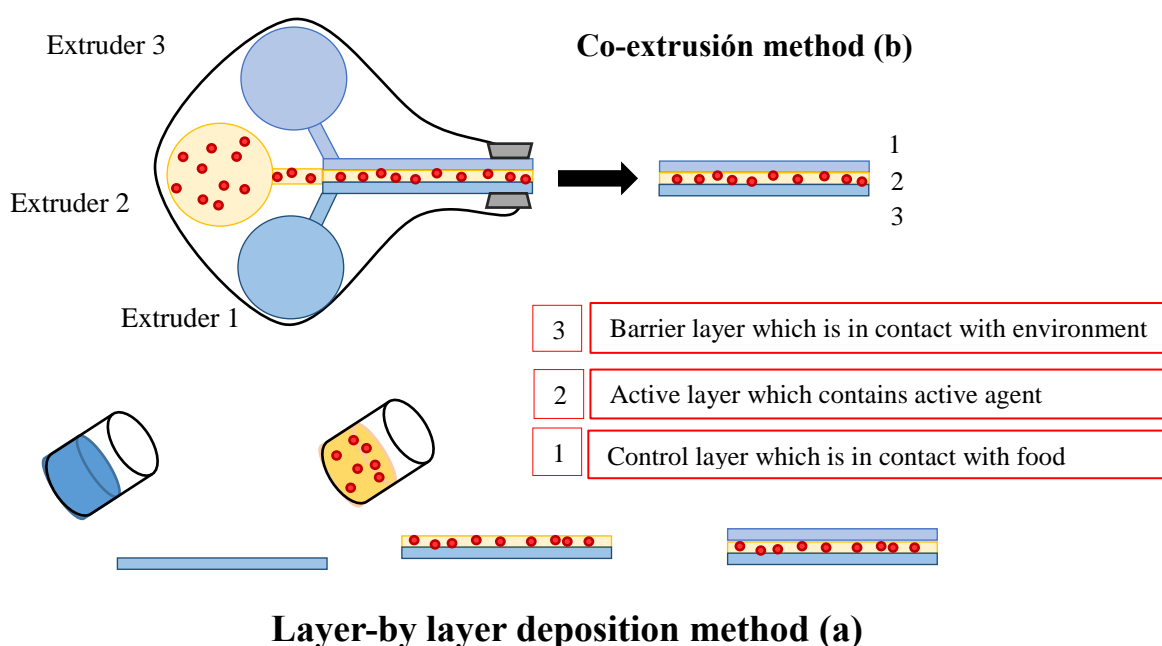 Extruder 3
Co-extrusión method (b)
Extruder 2
Extruder 1
1
2
3
3 Barrier layer which is in contact with environment
2 Active layer which contains active agent
1 Control layer which is in contact with food
Layer-by layer deposition method (a)